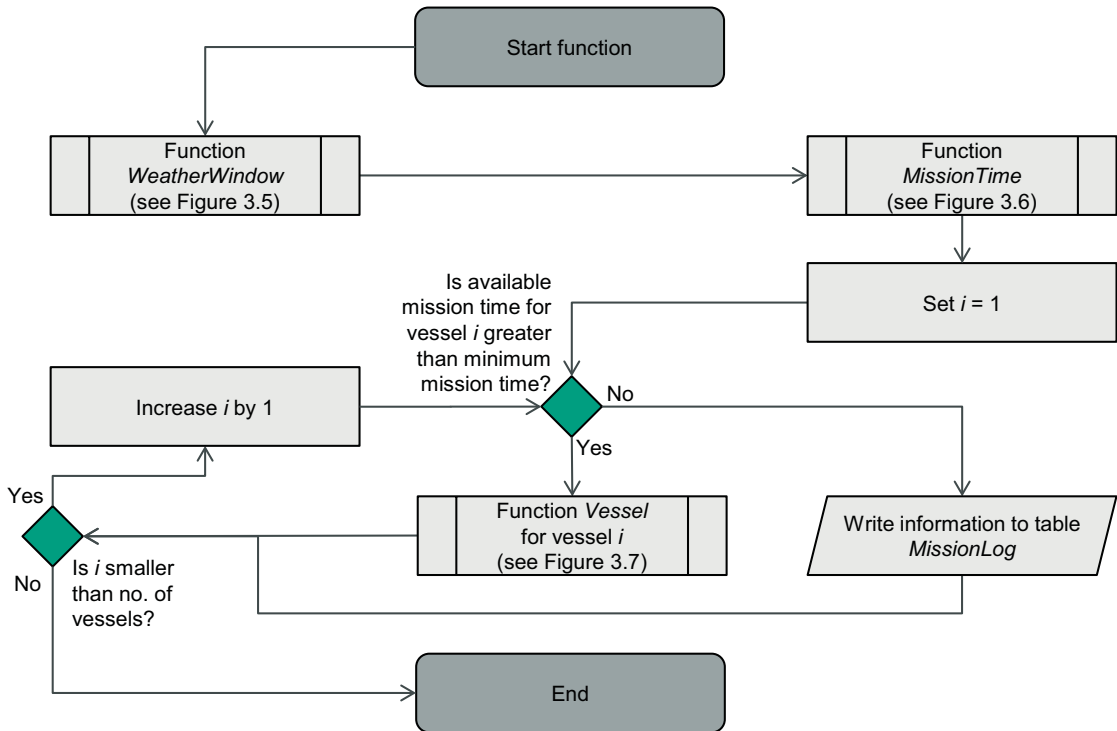 Start function
Function
WeatherWindow
(see Figure 3.5)
Function
MissionTime
(see Figure 3.6)
Set i = 1
Is available
mission time for
vessel i greater
than minimum
mission time?
Increase i by 1
No
Yes
Function Vessel
for vessel i
(see Figure 3.7)
Write information to table
MissionLog
Yes
No
Is i smaller
than no. of
vessels?
End